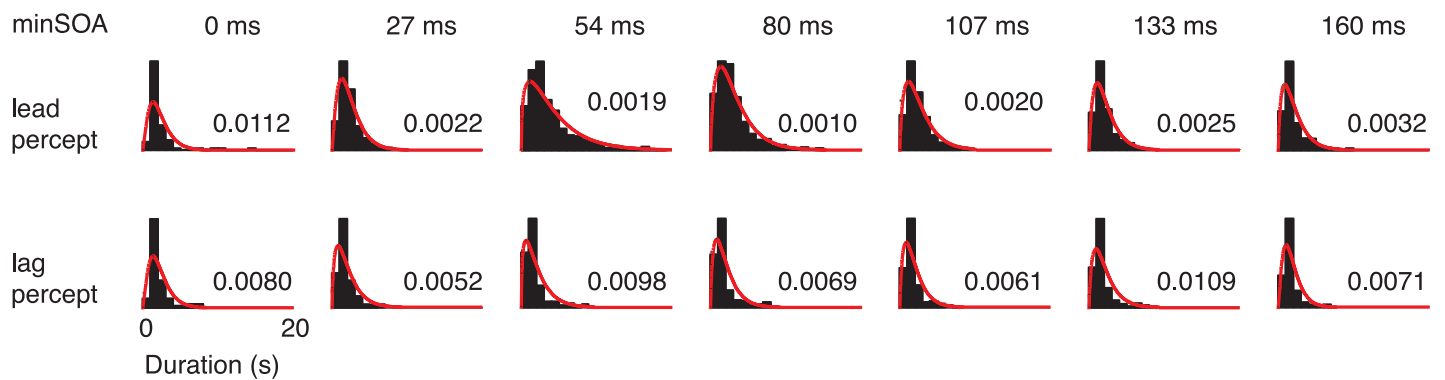 minSOA 0 ms 27 ms 54 ms 80 ms 107 ms 133 ms 160 ms
lead
percept
0.0112 0.0022 0.0019 0.0010 0.0020 0.0025 0.0032
lag
percept
0.0080 0.0052 0.0098 0.0069 0.0061 0.0109 0.0071
0 20
Duration (s)